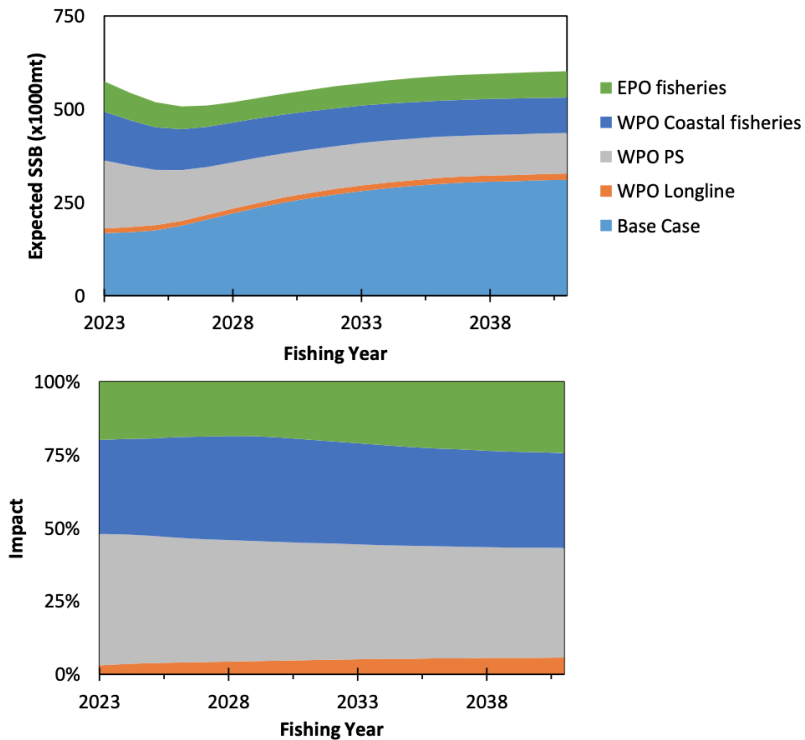 750
500
250
0
Expected SSB (x1000mt)
2023 2028 2033 2038
Fishing Year
EPO fisheries
WPO Coastal fisheries
WPO PS
WPO Longline
Base Case
100%
75%
50%
25%
0%
Impact
2023 2028 2033 2038
Fishing Year